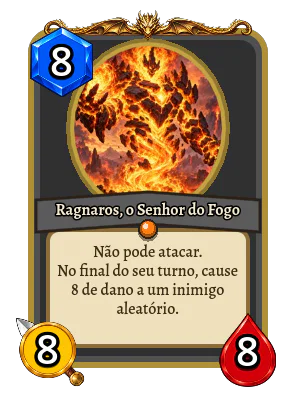 8
Ragnaros, o Senhor do Fogo
Não pode atacar.
No final do seu turno, cause
8 de dano a um inimigo
aleatório.
8
8